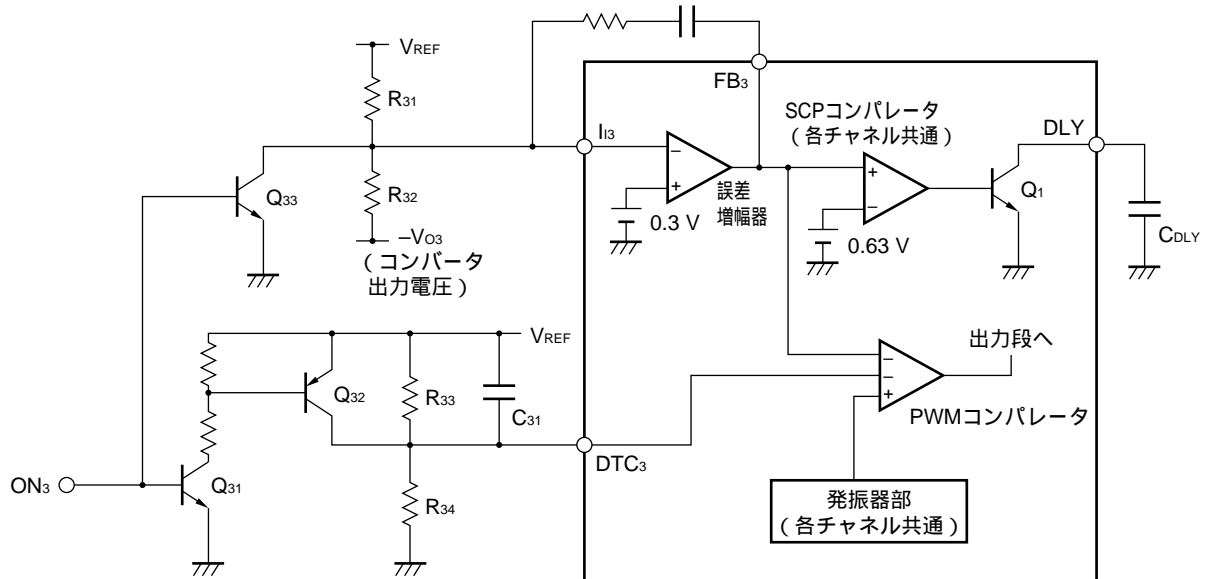 VREF
R31
FB3
SCPコンパレータ
(各チャネル共通)
II3
DLY
Q33
R32
誤差
増幅器
Q1
0.3 V
0.63 V
CDLY
−VO3
(コンバータ
出力電圧)
VREF
出力段へ
Q32
R33
C31
PWMコンパレータ
DTC3
ON3
Q31
R34
発振器部
(各チャネル共通)